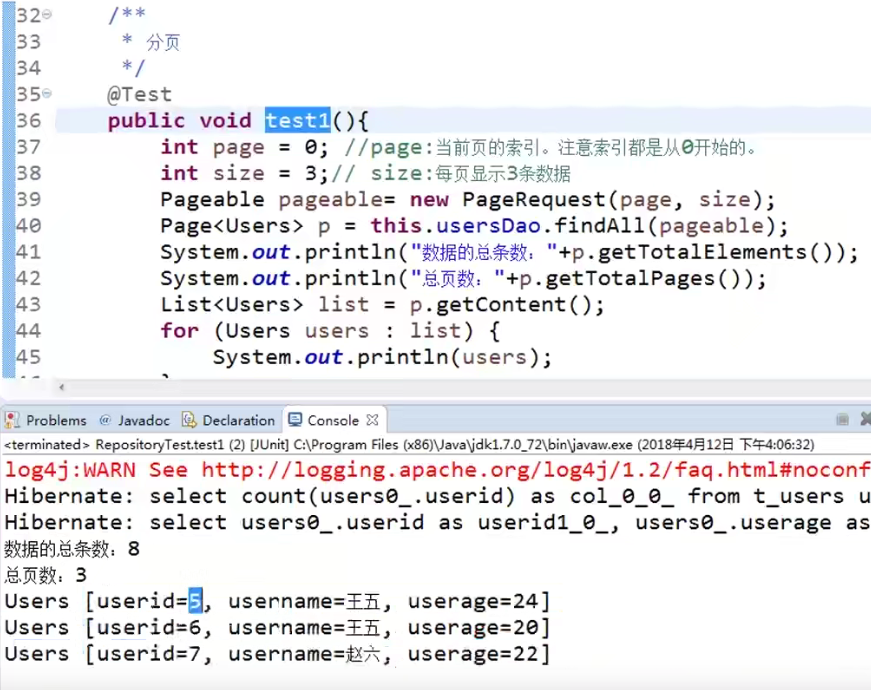 32 /**
33 * 分页
34 */
35 @Test
36 public void test1(){
37 int page = 0; //page:当前页的索引。注意索引都是从0开始的。
38 int size = 3;// size:每页显示3条数据
39 Pageable pageable= new PageRequest(page, size);
40 Page<Users> p = this.usersDao.findAll(pageable);
41 System.out.println("数据的总条数："+p.getTotalElements());
42 System.out.println("总页数："+p.getTotalPages());
43 List<Users> list = p.getContent();
44 for (Users users : list) {
45 System.out.println(users);
Problems @ Javadoc Declaration Console
<terminated> RepositoryTest.test1 (2) [JUnit] C:\Program Files (x86)\Java\jdk1.7.0_72\bin\javaw.exe (2018年4月12日 下午4:06:32)
log4j:WARN See http://logging.apache.org/log4j/1.2/faq.html#noconf
Hibernate: select count(users0_.userid) as col_0_0_ from t_users u
Hibernate: select users0_.userid as userid1_0_, users0_.userage as
数据的总条数：8
总页数：3
Users [userid=5, username=王五, userage=24]
Users [userid=6, username=王五, userage=20]
Users [userid=7, username=赵六, userage=22]